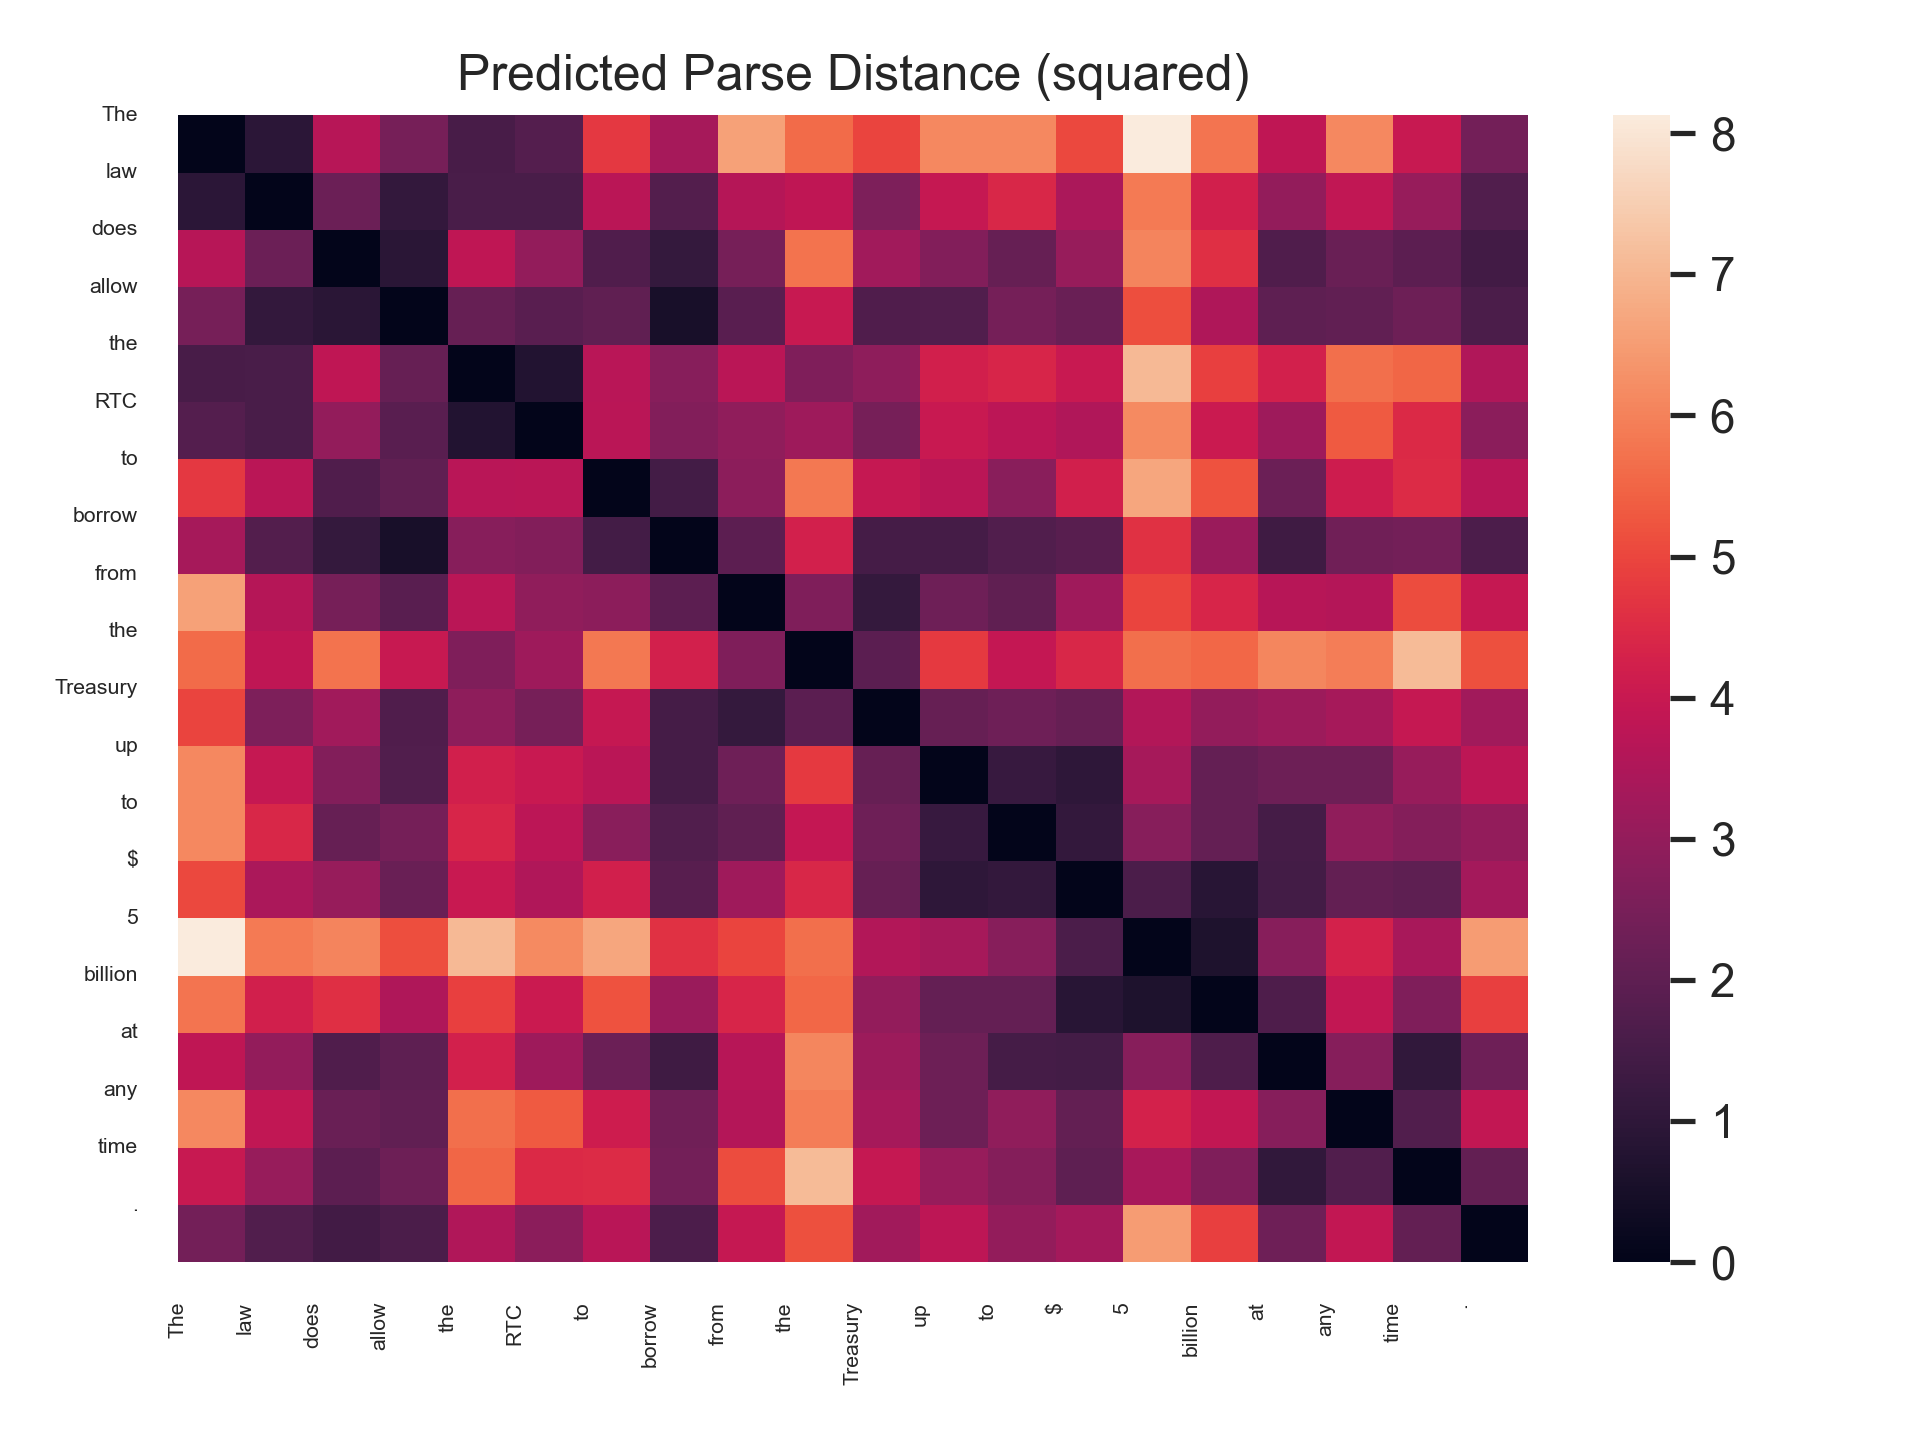 Predicted Parse Distance (squared)
The
law
does
allow
the
RTC
to
borrow
from
the
Treasury
up
to
$
5
billion
at
any
time
.
8
7
6
5
4
3
2
1
0
The
law
does
allow
the
RTC
to
borrow
from
the
Treasury
up
to
$
5
billion
at
any
time
.